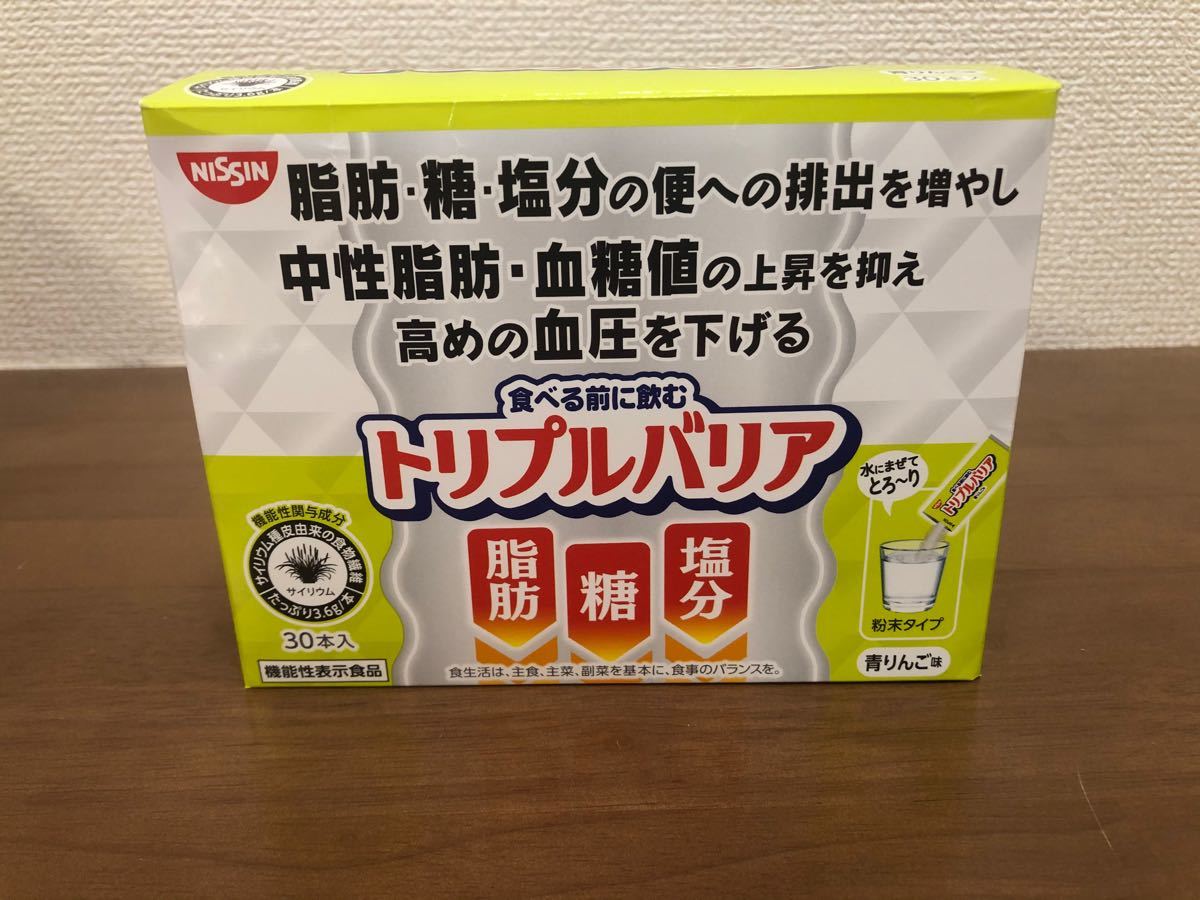 30本入
NISSIN
脂肪・糖・塩分の便への排出を増やし
中性脂肪・血糖値の上昇を抑え
高めの血圧を下げる
食べる前に飲む
トリプルバリア
水にまぜて
とろ〜り
トリプルバリア
機能性関与成分
サイリウム種皮由来の食物繊維
サイリウム
たっぷり3.6g/本
30本入
機能性表示食品
脂肪
糖
塩分
粉末タイプ
青りんご味
食生活は、主食、主菜、副菜を基本に、食事のバランスを。